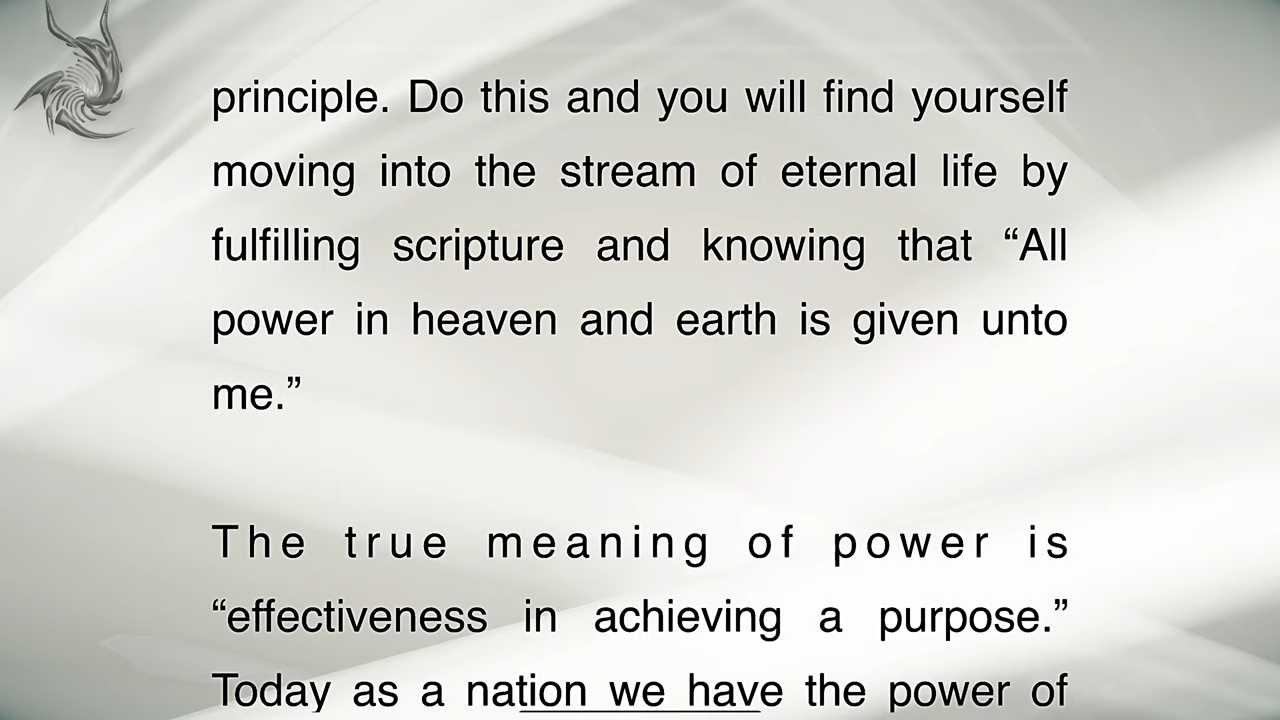 principle. Do this and you will find yourself
moving into the stream of eternal life by
fulfilling scripture and knowing that “All
power in heaven and earth is given unto
me.”
The true meaning of power is
“effectiveness in achieving a purpose.”
Today as a nation we have the power of